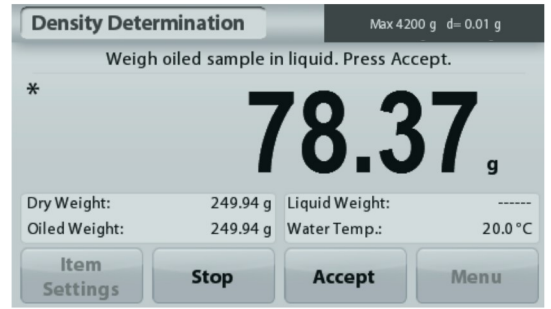 Density Determination
Max 4200 g d= 0.01 g
Weigh oiled sample in liquid. Press Accept.
*
78.37 g
Dry Weight: 249.94 g Liquid Weight: ------
Oiled Weight: 249.94 g Water Temp.: 20.0 °C
Item Settings
Stop
Accept
Menu